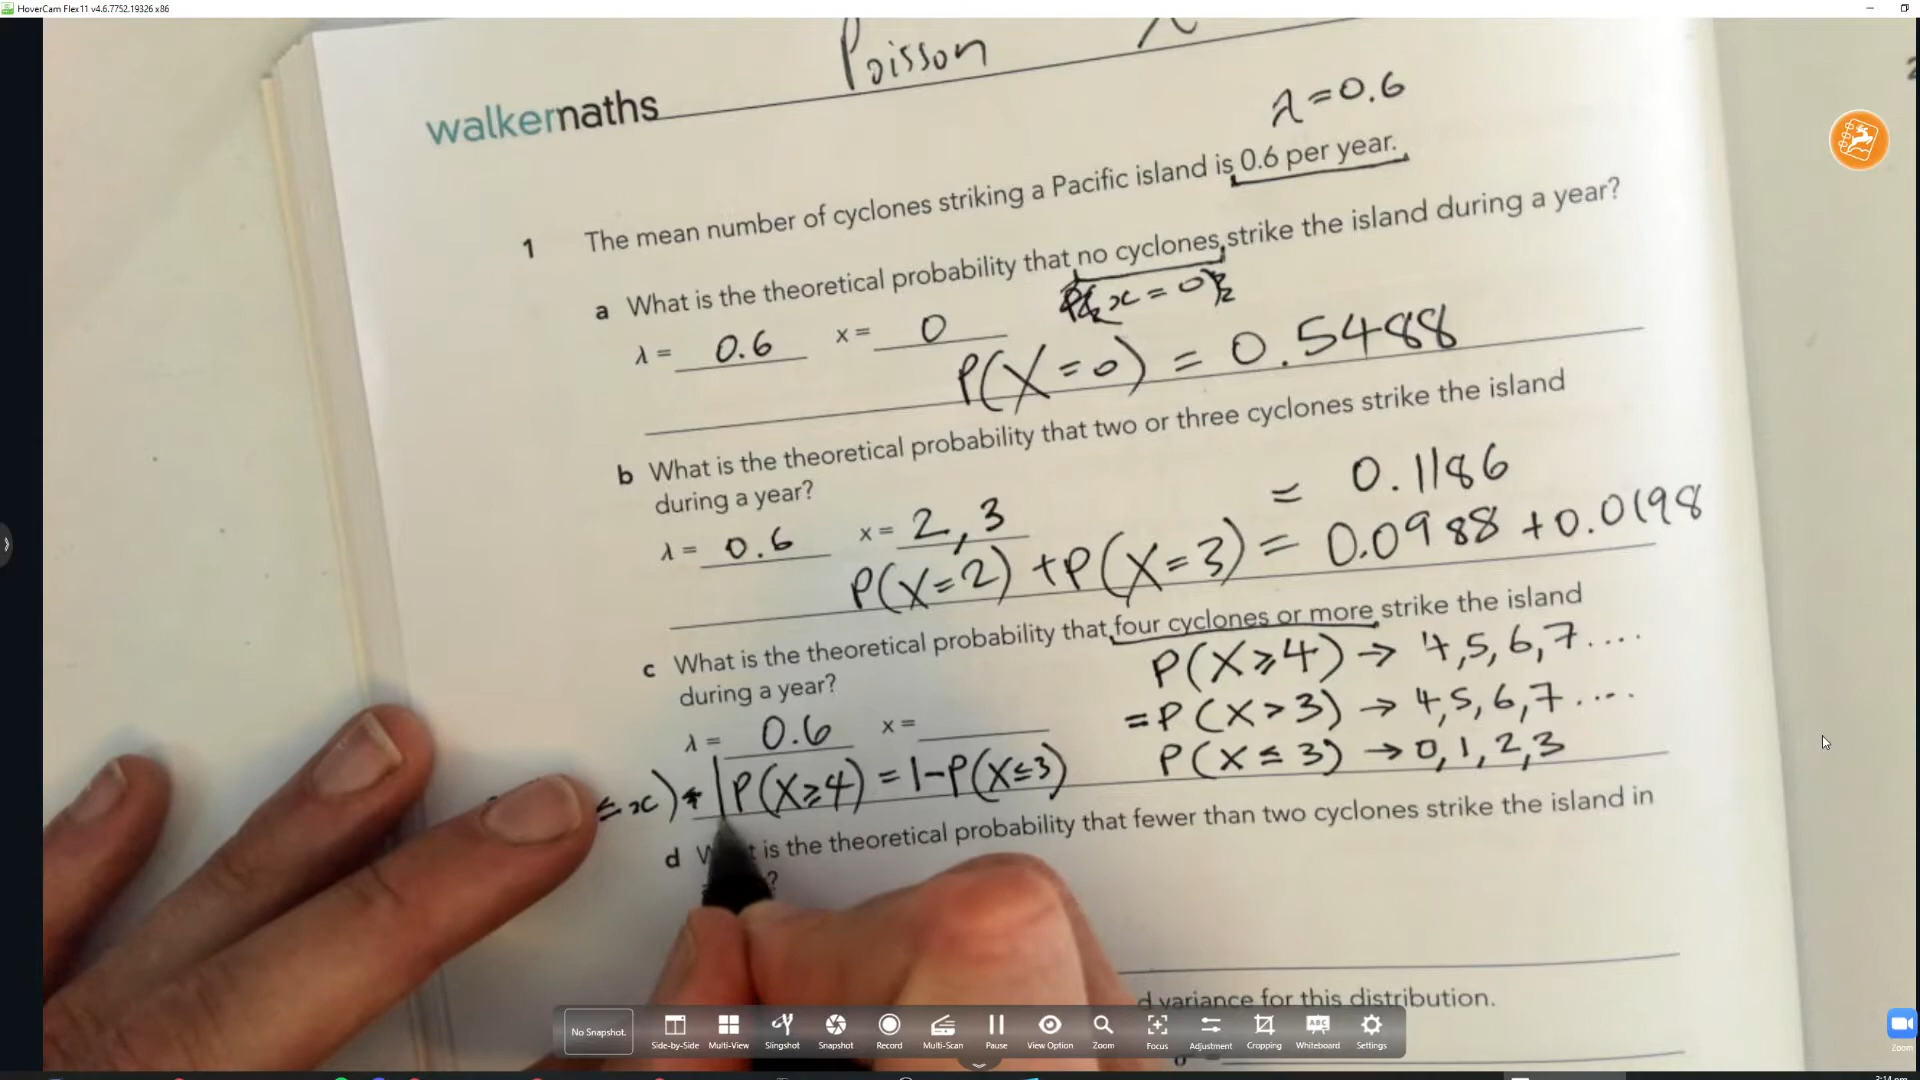 HoverCam Flex11 v4.6.7752.19326 x86
Poisson λ
walkernaths
λ=0.6
1 The mean number of cyclones striking a Pacific island is 0.6 per year.
a What is the theoretical probability that no cyclones strike the island during a year?
x=0
λ = 0.6 x = 0
P(X=0) = 0.5488
b What is the theoretical probability that two or three cyclones strike the island
during a year?
= 0.1186
λ = 0.6 x = 2,3
P(X=2) +P(X=3) = 0.0988 +0.0198
c What is the theoretical probability that four cyclones or more strike the island
during a year?
P(X≥4) → 4,5,6,7....
=P(X>3) → 4,5,6,7....
P(X≤3) → 0,1,2,3
λ = 0.6 x =
≤x) P(X≥4) = 1-P(X≤3)
d is the theoretical probability that fewer than two cyclones strike the island in
?
d variance for this distribution.
No Snapshot.
Side-by-Side Multi-View Slingshot Snapshot Record Multi-Scan Pause View Option Zoom Focus Adjustment Cropping Whiteboard Settings
ABC
Zoom